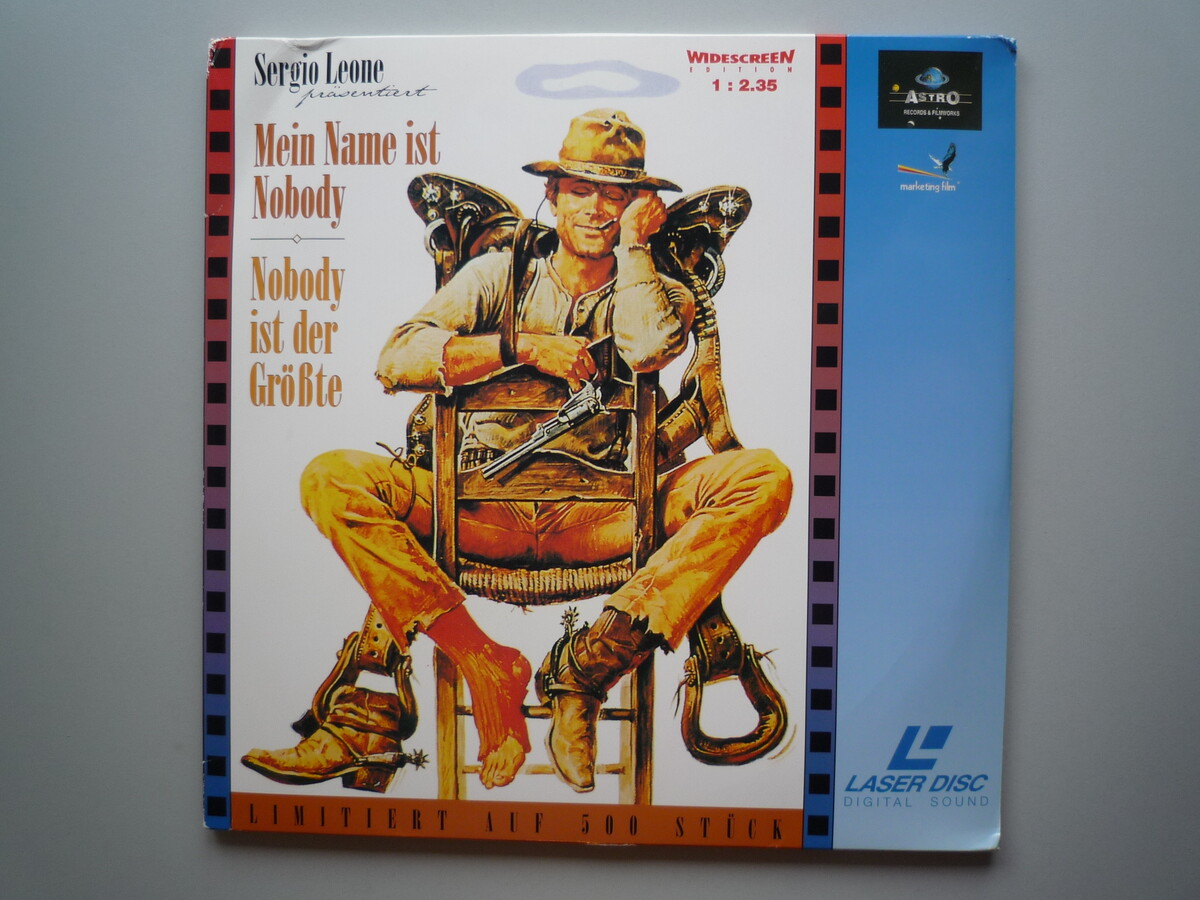 Sergio Leone
präsentiert
Mein Name ist
Nobody
Nobody
ist der
Größte
WIDESCREEN
EDITION
1 : 2.35
ASTRO
RECORDS & FILMWORKS
marketing film
LASER DISC
DIGITAL SOUND
LIMITIERT AUF 500 STÜCK